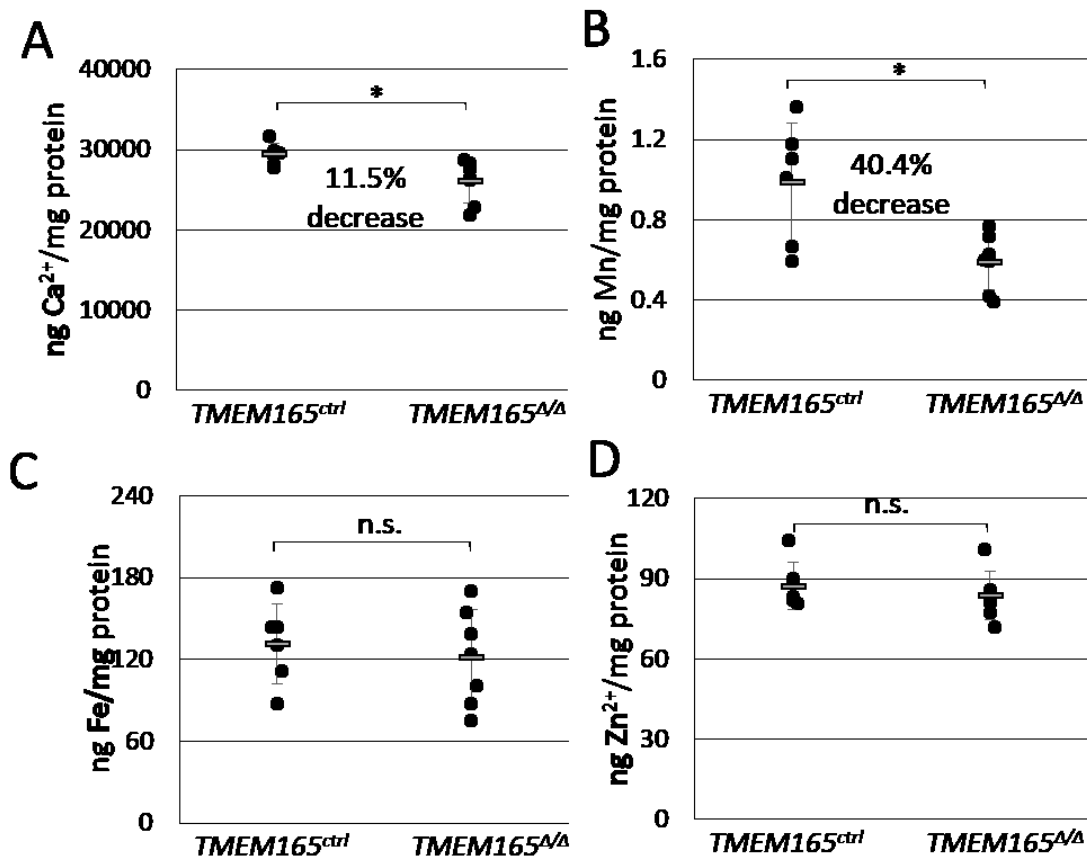 A
ng Ca²⁺/mg protein
40000
30000
20000
10000
0
*
11.5%
decrease
TMEM165ctrl
TMEM165Δ/Δ
B
ng Mn/mg protein
1.6
1.2
0.8
0.4
0
*
40.4%
decrease
TMEM165ctrl
TMEM165Δ/Δ
C
ng Fe/mg protein
240
180
120
60
0
n.s.
TMEM165ctrl
TMEM165Δ/Δ
D
ng Zn²⁺/mg protein
120
90
60
30
0
n.s.
TMEM165ctrl
TMEM165Δ/Δ